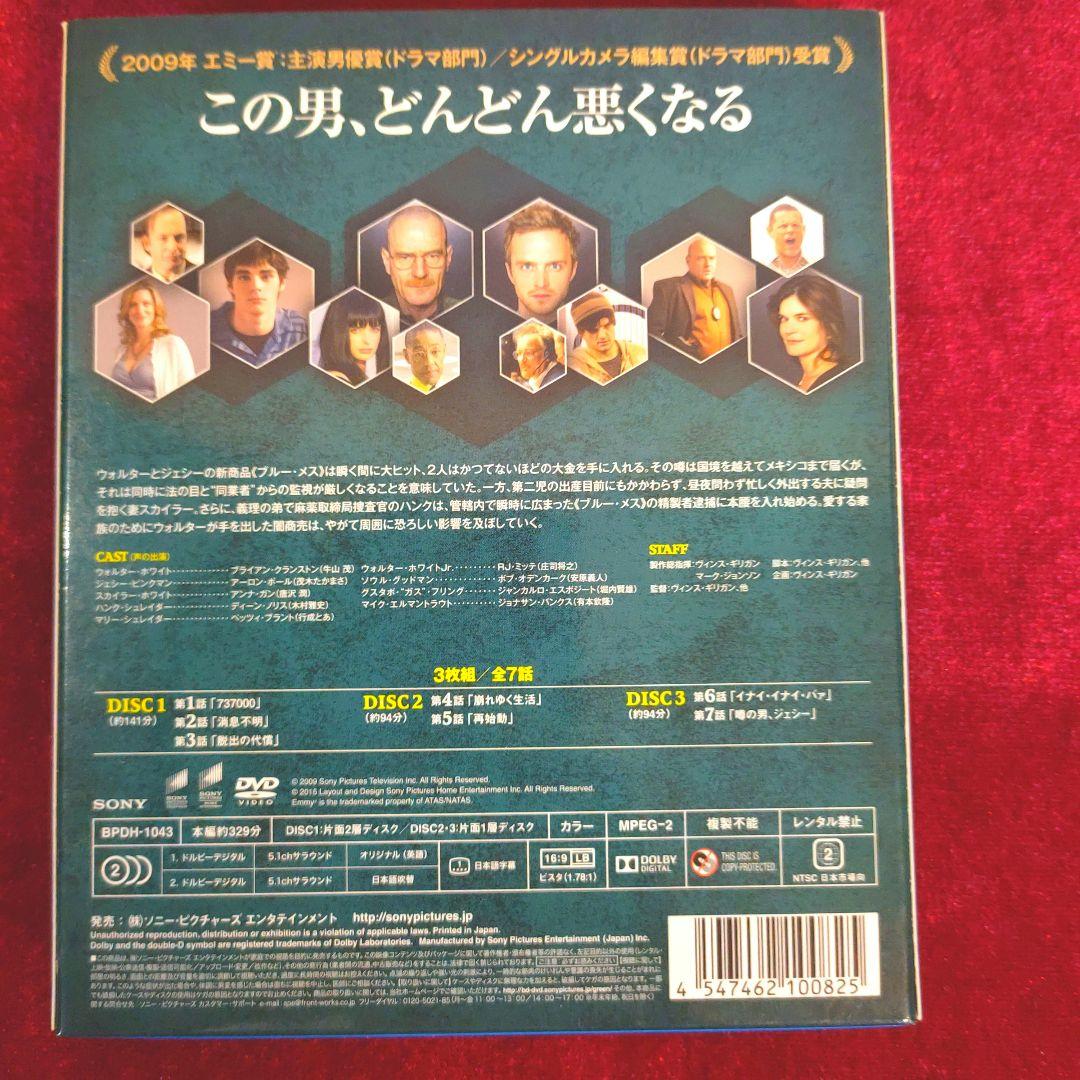 2009年 エミー賞：主演男優賞（ドラマ部門）／シングルカメラ編集賞（ドラマ部門）受賞
この男、どんどん悪くなる
ウォルターとジェシーの新商品《ブルー・メス》は瞬く間に大ヒット、2人はかつてないほどの大金を手に入れる。その噂は国境を越えてメキシコまで届くが、
それは同時に法の目と“同業者”からの監視が厳しくなることを意味していた。一方、第二児の出産目前にもかかわらず、昼夜問わず忙しく外出する夫に疑問
を抱く妻スカイラー。さらに、義理の弟で麻薬取締局捜査官のハンクは、管轄内で瞬時に広まった《ブルー・メス》の精製者逮捕に本腰を入れ始める。愛する家
族のためにウォルターが手を出した闇商売は、やがて周囲に恐ろしい影響を及ぼしていく。
CAST（声の出演）
ウォルター・ホワイト・・・・・・・・・・・・ブライアン・クランストン（牛山 茂）
ジェシー・ピンクマン・・・・・・・・・・・・アーロン・ポール（茂木たかまさ）
スカイラー・ホワイト・・・・・・・・・・・・アンナ・ガン（唐沢 潤）
ハンク・シュレイダー・・・・・・・・・・・・ディーン・ノリス（木村雅史）
マリー・シュレイダー・・・・・・・・・・・・ベッツィ・ブラント（行成とあ）
ウォルター・ホワイトJr.・・・・・・・・RJ・ミッテ（庄司将之）
ソウル・グッドマン・・・・・・・・・・・・ボブ・オデンカーク（安原義人）
グスタボ・“ガス”・フリング・・・・・・ジャンカルロ・エスポジート（堀内賢雄）
マイク・エルマントラウト・・・・・・・・ジョナサン・バンクス（有本欽隆）
STAFF
製作総指揮：ヴィンス・ギリガン 脚本：ヴィンス・ギリガン、他
マーク・ジョンソン 企画：ヴィンス・ギリガン
監督：ヴィンス・ギリガン、他
3枚組／全7話
DISC 1 第1話「737000」
（約141分） 第2話「消息不明」
第3話「脱出の代償」
DISC 2 第4話「崩れゆく生活」
（約94分） 第5話「再始動」
DISC 3 第6話「イナイ・イナイ・バァ」
（約94分） 第7話「噂の男、ジェシー」
SONY
SONY PICTURES
DVD VIDEO
© 2009 Sony Pictures Television Inc. All Rights Reserved.
© 2016 Layout and Design Sony Pictures Home Entertainment Inc. All Rights Reserved.
Emmy® is the trademarked property of ATAS/NATAS.
BPDH-1043 本編約329分 DISC1：片面2層ディスク／DISC2・3：片面1層ディスク カラー MPEG-2 複製不能 レンタル禁止
2 1. ドルビーデジタル 5.1chサラウンド オリジナル（英語）
2. ドルビーデジタル 5.1chサラウンド 日本語吹替
1 日本語字幕
16:9 LB
ビスタ（1.78：1）
DOLBY DIGITAL
THIS DISC IS COPY-PROTECTED.
2
NTSC 日本市場向
発売：㈱ソニー・ピクチャーズ エンタテインメント http://sonypictures.jp
Unauthorized reproduction, distribution or exhibition is a violation of applicable laws. Printed in Japan.
Dolby and the double-D symbol are registered trademarks of Dolby Laboratories. Manufactured by Sony Pictures Entertainment (Japan) Inc.
4 547462 100825